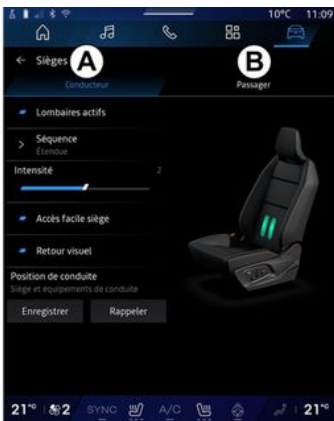 10°C 11:09
← Sièges
A
B
Conducteur
Passager
Lombaires actifs
> Séquence
Étendue
Intensité 2
Accès facile siège
Retour visuel
Position de conduite
Siège et équipements de conduite
Enregistrer
Rappeler
21°° 2 SYNC A/C 21°°